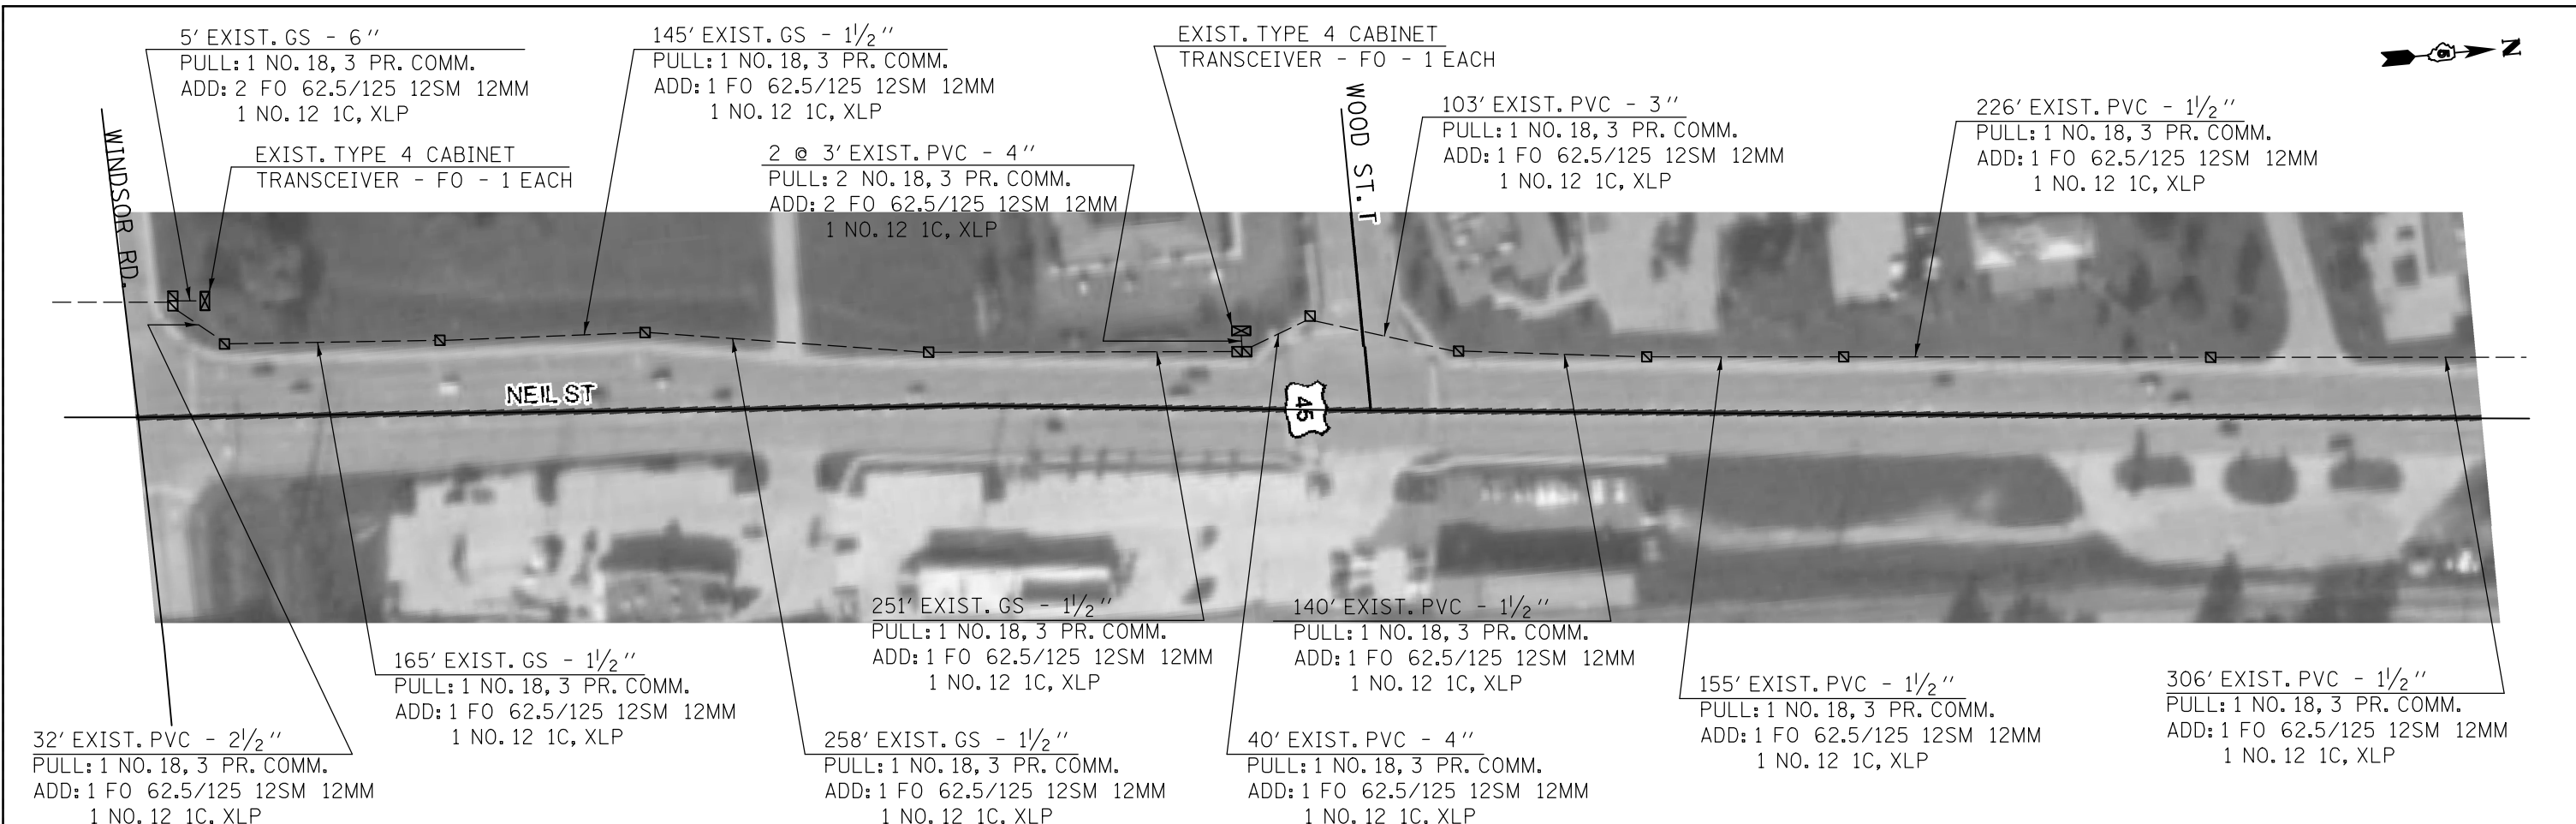 5' EXIST. GS - 6"
PULL: 1 NO. 18, 3 PR. COMM.
ADD: 2 FO 62.5/125 12SM 12MM
1 NO. 12 1C, XLP
EXIST. TYPE 4 CABINET
TRANSCEIVER - FO - 1 EACH
145' EXIST. GS - 1½"
PULL: 1 NO. 18, 3 PR. COMM.
ADD: 1 FO 62.5/125 12SM 12MM
1 NO. 12 1C, XLP
2 @ 3' EXIST. PVC - 4"
PULL: 2 NO. 18, 3 PR. COMM.
ADD: 2 FO 62.5/125 12SM 12MM
1 NO. 12 1C, XLP
EXIST. TYPE 4 CABINET
TRANSCEIVER - FO - 1 EACH
103' EXIST. PVC - 3"
PULL: 1 NO. 18, 3 PR. COMM.
ADD: 1 FO 62.5/125 12SM 12MM
1 NO. 12 1C, XLP
226' EXIST. PVC - 1½"
PULL: 1 NO. 18, 3 PR. COMM.
ADD: 1 FO 62.5/125 12SM 12MM
1 NO. 12 1C, XLP
N
WINDSOR RD.
WOOD ST.T
NEIL ST
45
32' EXIST. PVC - 2½"
PULL: 1 NO. 18, 3 PR. COMM.
ADD: 1 FO 62.5/125 12SM 12MM
1 NO. 12 1C, XLP
165' EXIST. GS - 1½"
PULL: 1 NO. 18, 3 PR. COMM.
ADD: 1 FO 62.5/125 12SM 12MM
1 NO. 12 1C, XLP
258' EXIST. GS - 1½"
PULL: 1 NO. 18, 3 PR. COMM.
ADD: 1 FO 62.5/125 12SM 12MM
1 NO. 12 1C, XLP
251' EXIST. GS - 1½"
PULL: 1 NO. 18, 3 PR. COMM.
ADD: 1 FO 62.5/125 12SM 12MM
1 NO. 12 1C, XLP
40' EXIST. PVC - 4"
PULL: 1 NO. 18, 3 PR. COMM.
ADD: 1 FO 62.5/125 12SM 12MM
1 NO. 12 1C, XLP
140' EXIST. PVC - 1½"
PULL: 1 NO. 18, 3 PR. COMM.
ADD: 1 FO 62.5/125 12SM 12MM
1 NO. 12 1C, XLP
155' EXIST. PVC - 1½"
PULL: 1 NO. 18, 3 PR. COMM.
ADD: 1 FO 62.5/125 12SM 12MM
1 NO. 12 1C, XLP
306' EXIST. PVC - 1½"
PULL: 1 NO. 18, 3 PR. COMM.
ADD: 1 FO 62.5/125 12SM 12MM
1 NO. 12 1C, XLP